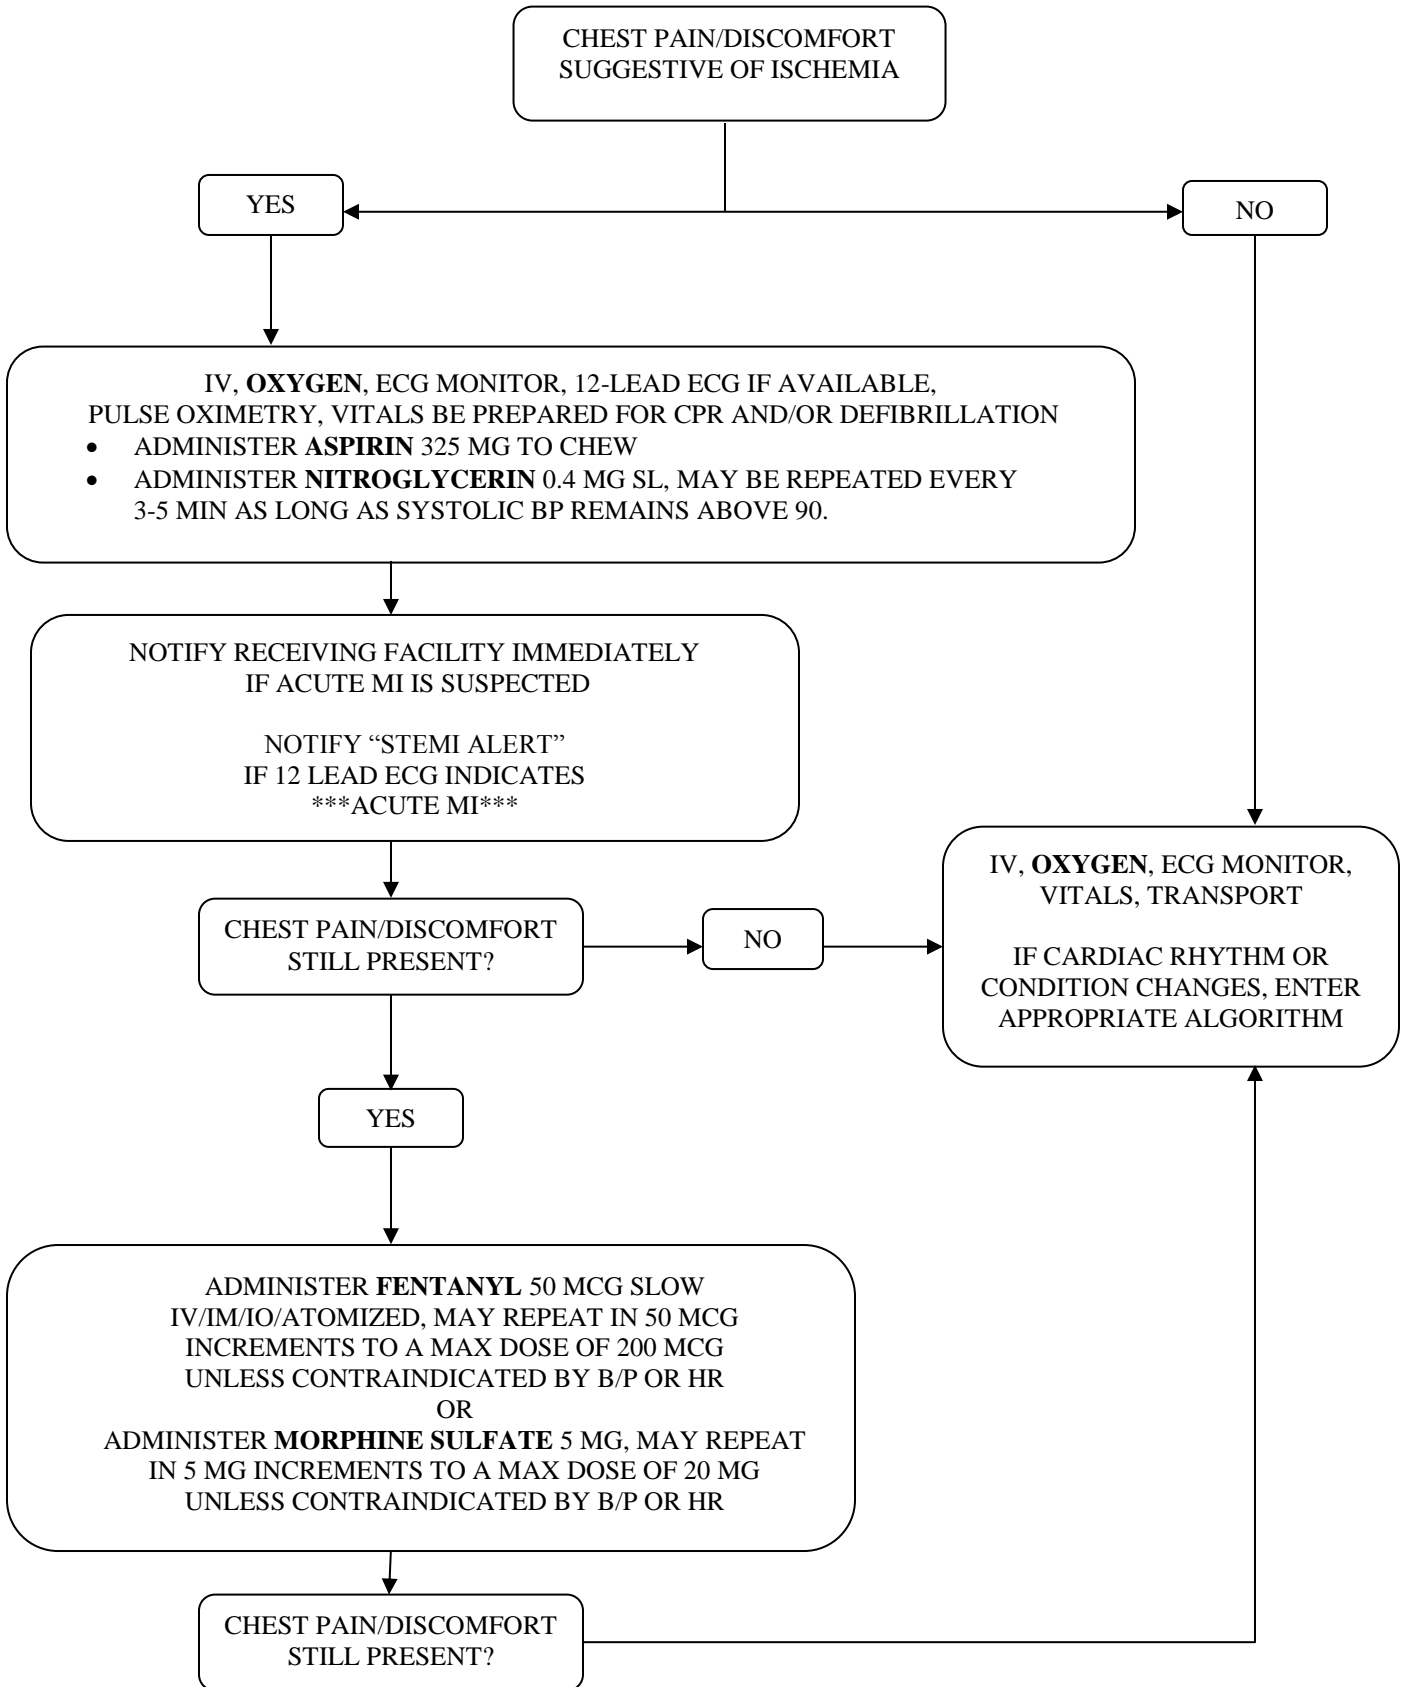 CHEST PAIN/DISCOMFORT
SUGGESTIVE OF ISCHEMIA
YES
NO
IV, OXYGEN, ECG MONITOR, 12-LEAD ECG IF AVAILABLE,
PULSE OXIMETRY, VITALS BE PREPARED FOR CPR AND/OR DEFIBRILLATION
• ADMINISTER ASPIRIN 325 MG TO CHEW
• ADMINISTER NITROGLYCERIN 0.4 MG SL, MAY BE REPEATED EVERY
3-5 MIN AS LONG AS SYSTOLIC BP REMAINS ABOVE 90.
NOTIFY RECEIVING FACILITY IMMEDIATELY
IF ACUTE MI IS SUSPECTED
NOTIFY “STEMI ALERT”
IF 12 LEAD ECG INDICATES
***ACUTE MI***
IV, OXYGEN, ECG MONITOR,
VITALS, TRANSPORT
IF CARDIAC RHYTHM OR
CONDITION CHANGES, ENTER
APPROPRIATE ALGORITHM
CHEST PAIN/DISCOMFORT
STILL PRESENT?
NO
YES
ADMINISTER FENTANYL 50 MCG SLOW
IV/IM/IO/ATOMIZED, MAY REPEAT IN 50 MCG
INCREMENTS TO A MAX DOSE OF 200 MCG
UNLESS CONTRAINDICATED BY B/P OR HR
OR
ADMINISTER MORPHINE SULFATE 5 MG, MAY REPEAT
IN 5 MG INCREMENTS TO A MAX DOSE OF 20 MG
UNLESS CONTRAINDICATED BY B/P OR HR
CHEST PAIN/DISCOMFORT
STILL PRESENT?